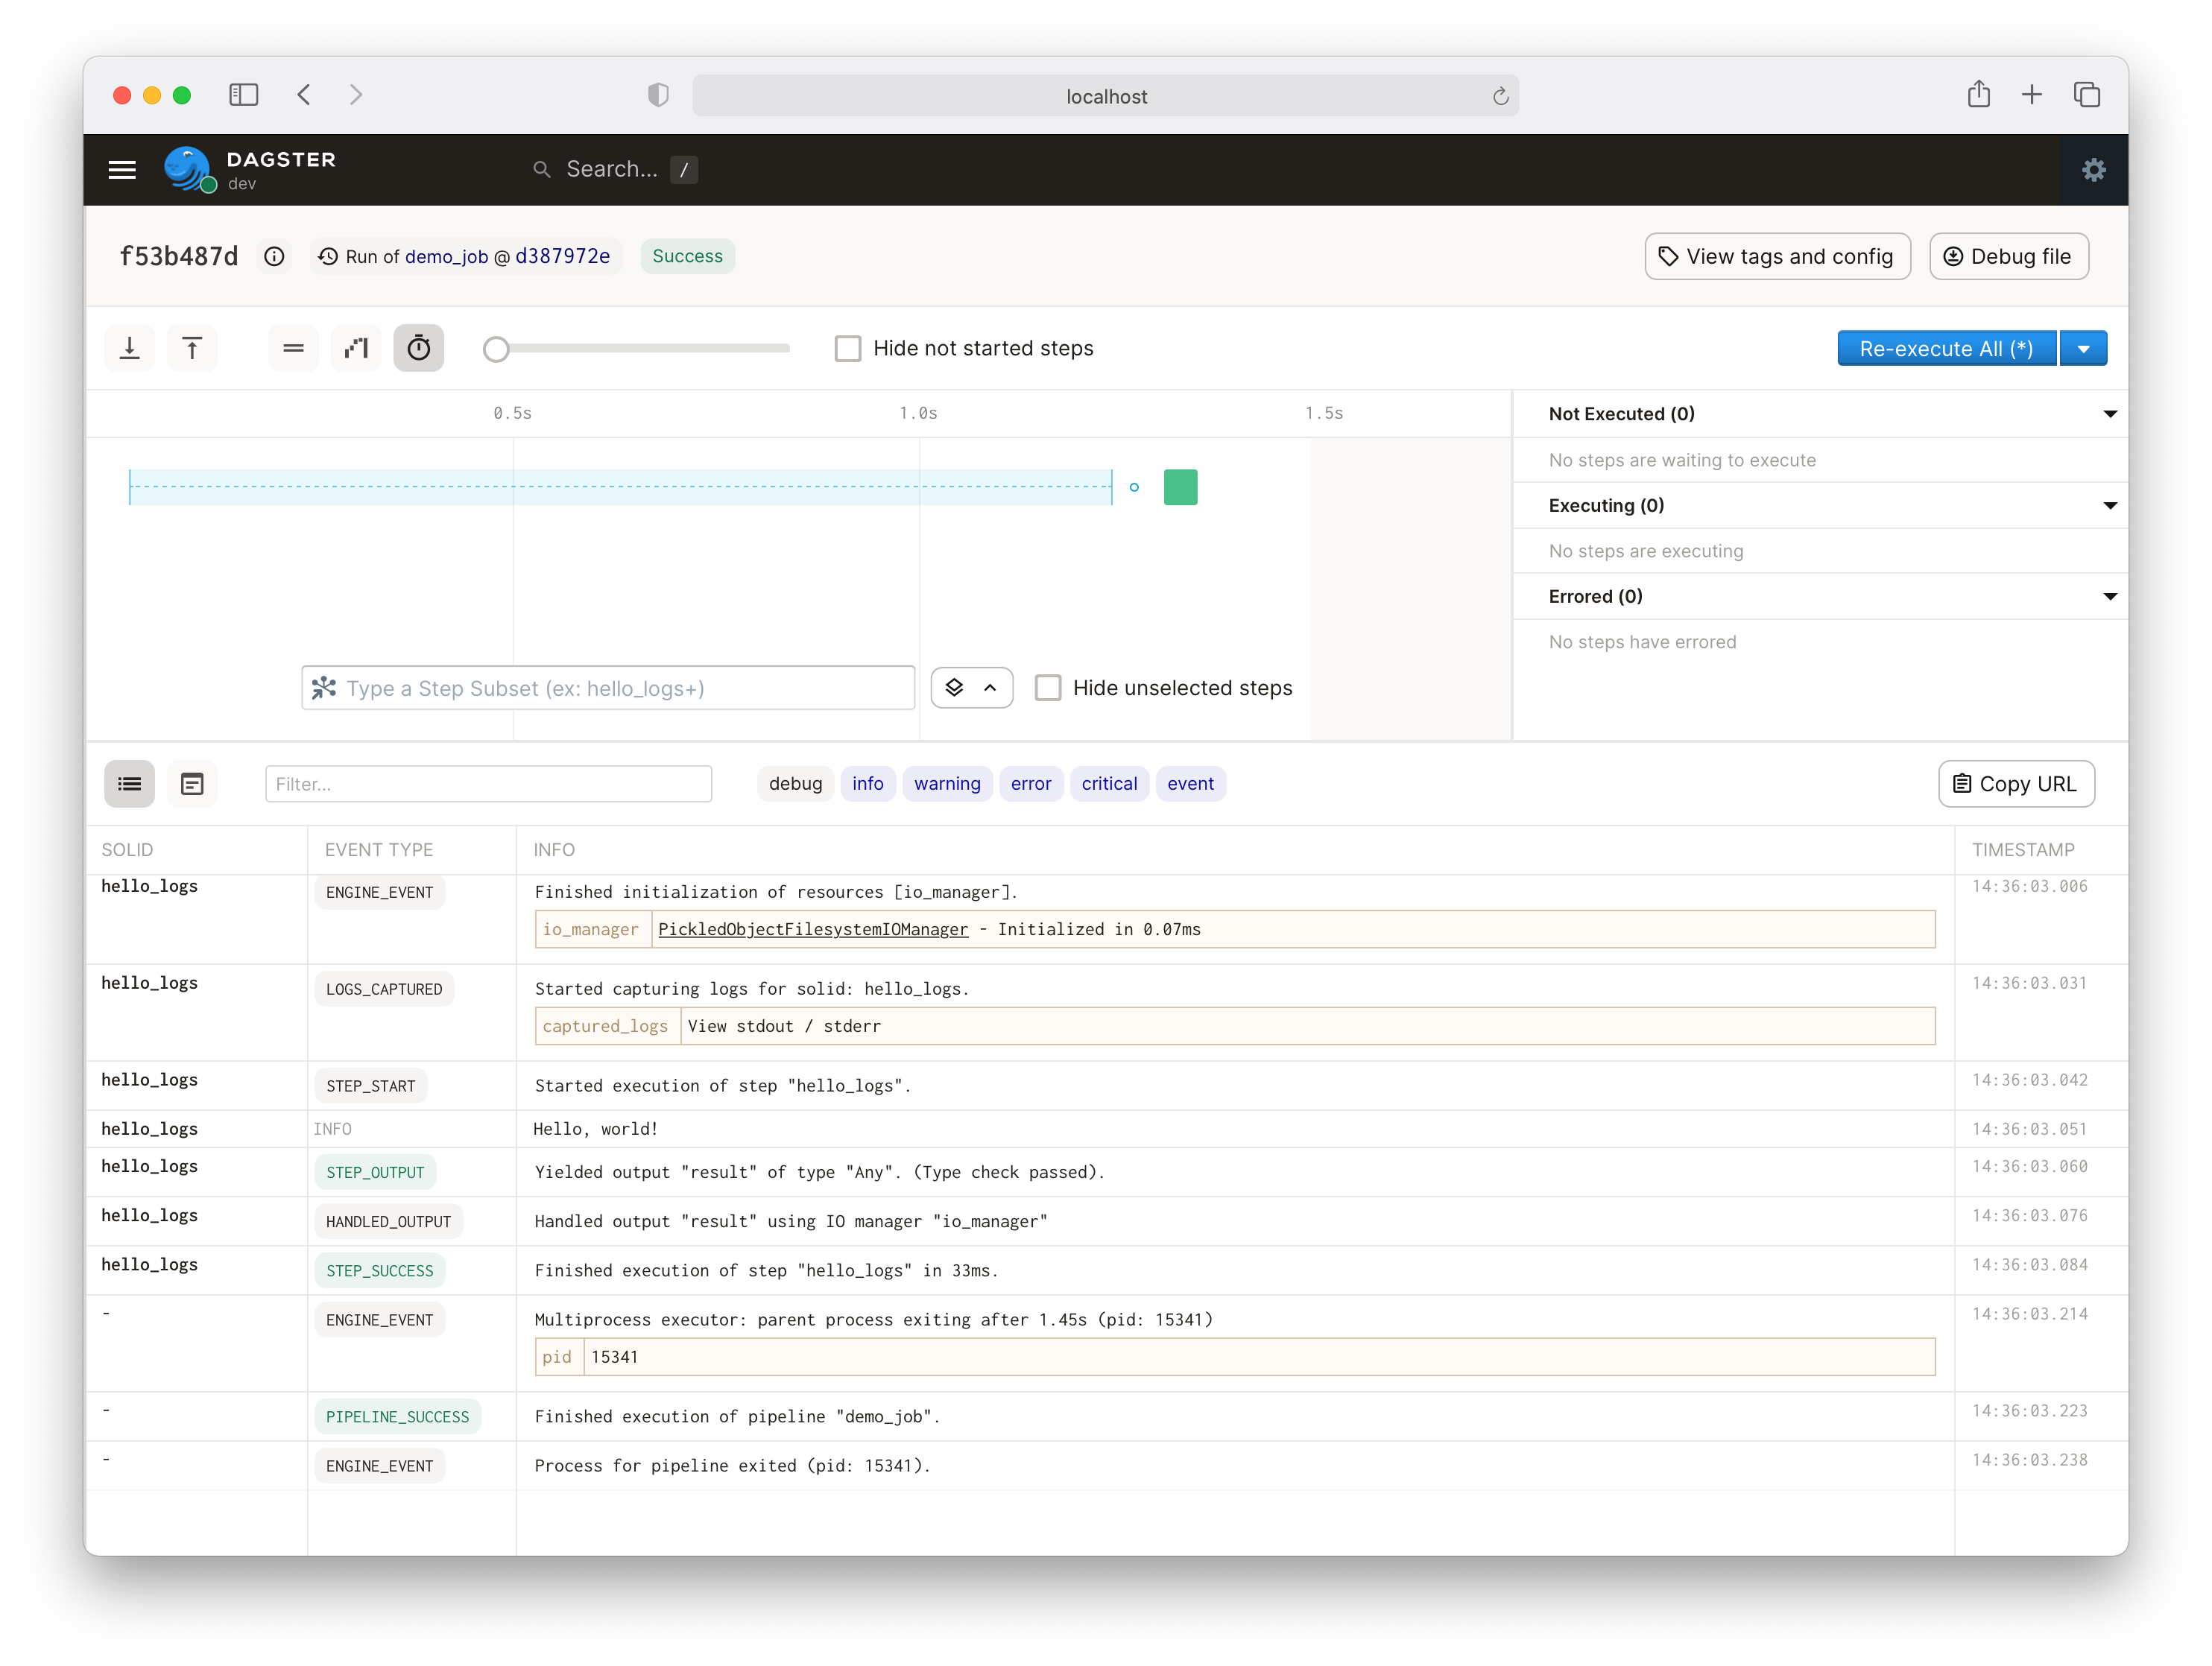 localhost
DAGSTER
dev
Search... /
f53b487d Run of demo_job @ d387972e Success View tags and config Debug file
Hide not started steps Re-execute All (*)
0.5s 1.0s 1.5s
Not Executed (0)
No steps are waiting to execute
Executing (0)
No steps are executing
Errored (0)
No steps have errored
Type a Step Subset (ex: hello_logs+) Hide unselected steps
Filter... debug info warning error critical event Copy URL
SOLID EVENT TYPE INFO TIMESTAMP
hello_logs ENGINE_EVENT Finished initialization of resources [io_manager]. 14:36:03.006
io_manager PickledObjectFilesystemIOManager - Initialized in 0.07ms
hello_logs LOGS_CAPTURED Started capturing logs for solid: hello_logs. 14:36:03.031
captured_logs View stdout / stderr
hello_logs STEP_START Started execution of step "hello_logs". 14:36:03.042
hello_logs INFO Hello, world! 14:36:03.051
hello_logs STEP_OUTPUT Yielded output "result" of type "Any". (Type check passed). 14:36:03.060
hello_logs HANDLED_OUTPUT Handled output "result" using IO manager "io_manager" 14:36:03.076
hello_logs STEP_SUCCESS Finished execution of step "hello_logs" in 33ms. 14:36:03.084
- ENGINE_EVENT Multiprocess executor: parent process exiting after 1.45s (pid: 15341) 14:36:03.214
pid 15341
- PIPELINE_SUCCESS Finished execution of pipeline "demo_job". 14:36:03.223
- ENGINE_EVENT Process for pipeline exited (pid: 15341). 14:36:03.238